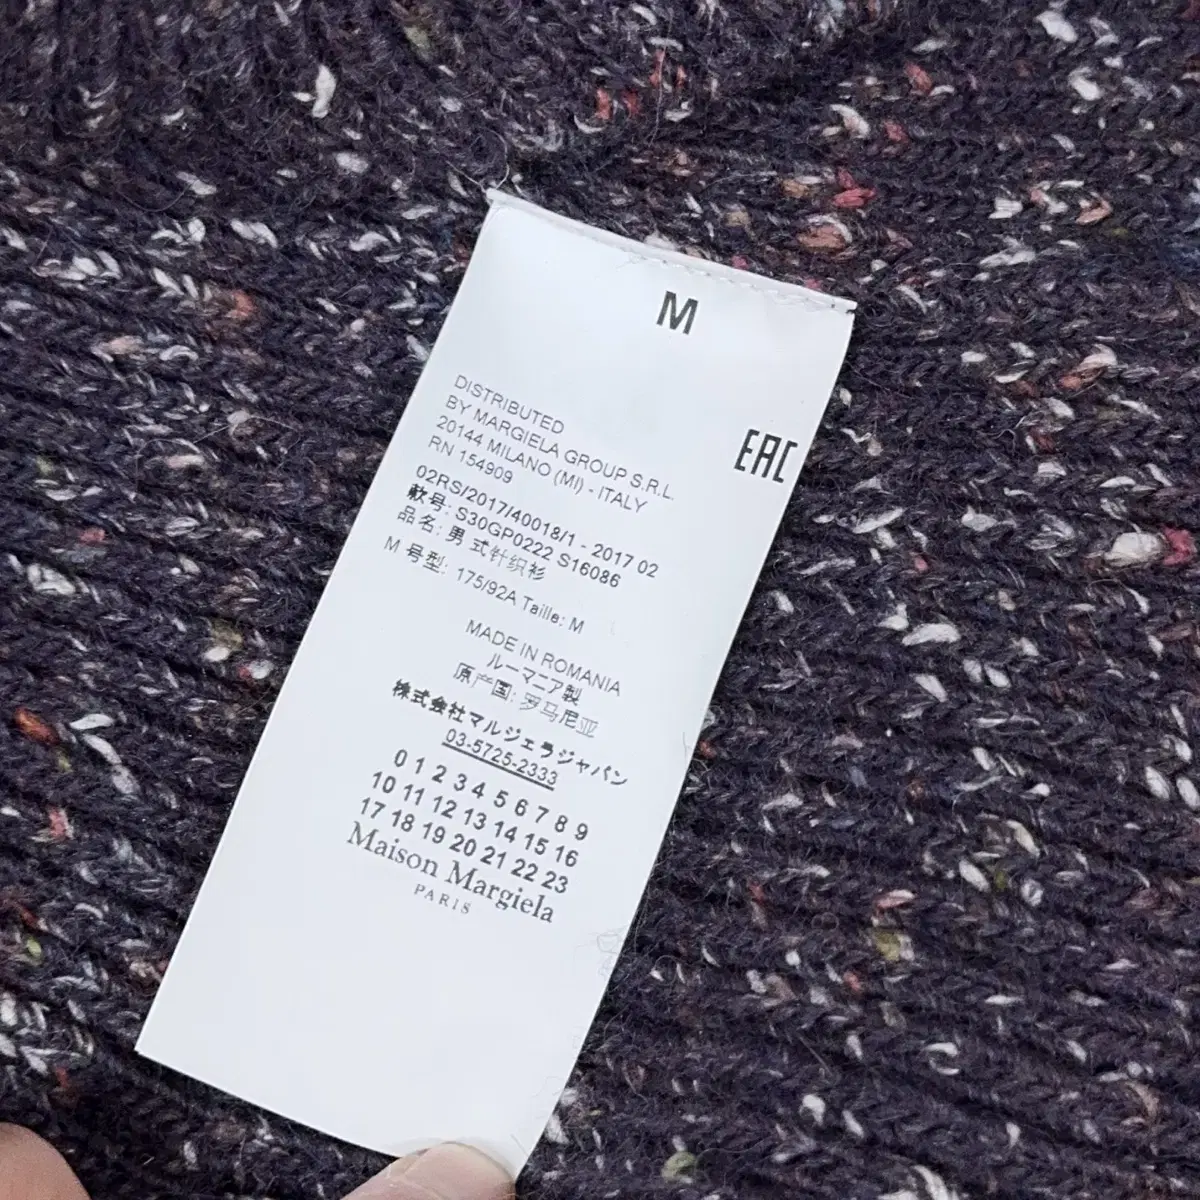 M
EAC
DISTRIBUTED
BY MARGIELA GROUP S.R.L.
20144 MILANO (MI) - ITALY
RN 154909
02RS/2017/40018/1 - 2017 02
款号: S30GP0222 S16086
品名: 男 式针织衫
M 号型: 175/92A Taille: M
MADE IN ROMANIA
ルーマニア製
原产国: 罗马尼亚
株式会社マルジェラジャパン
03-5725-2333
0 1 2 3 4 5 6 7 8 9
10 11 12 13 14 15 16
17 18 19 20 21 22 23
Maison Margiela
PARIS